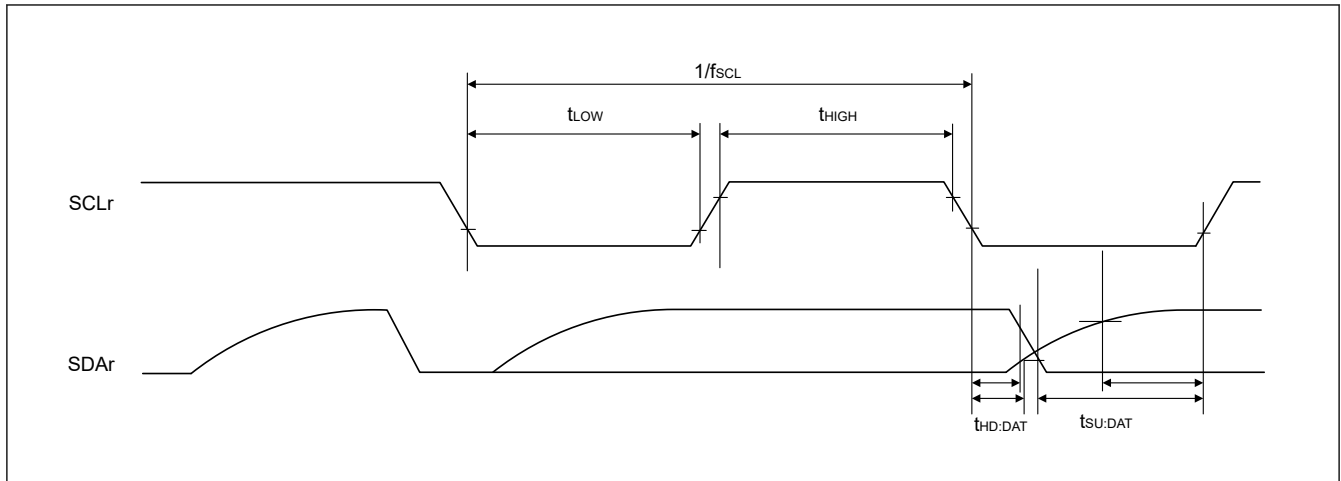 1/fSCL
tLOW
tHIGH
SCLr
SDAr
tHD:DAT
tSU:DAT